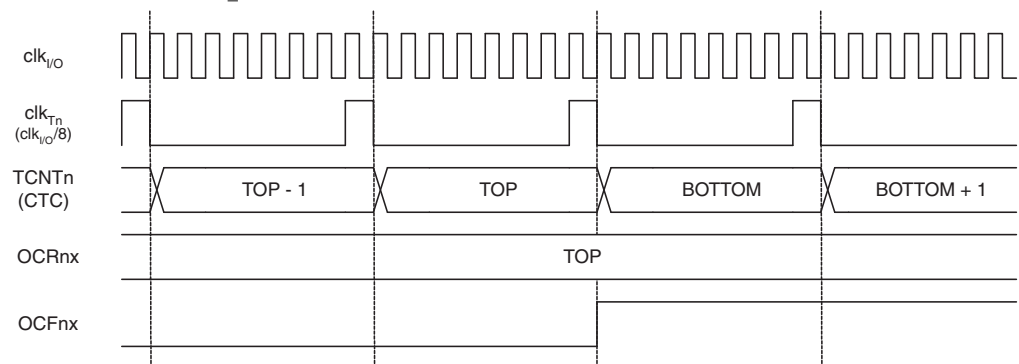 clkI/O
clkTn
(clkI/O/8)
TCNTn
(CTC)
TOP - 1
TOP
BOTTOM
BOTTOM + 1
OCRnx
TOP
OCFnx